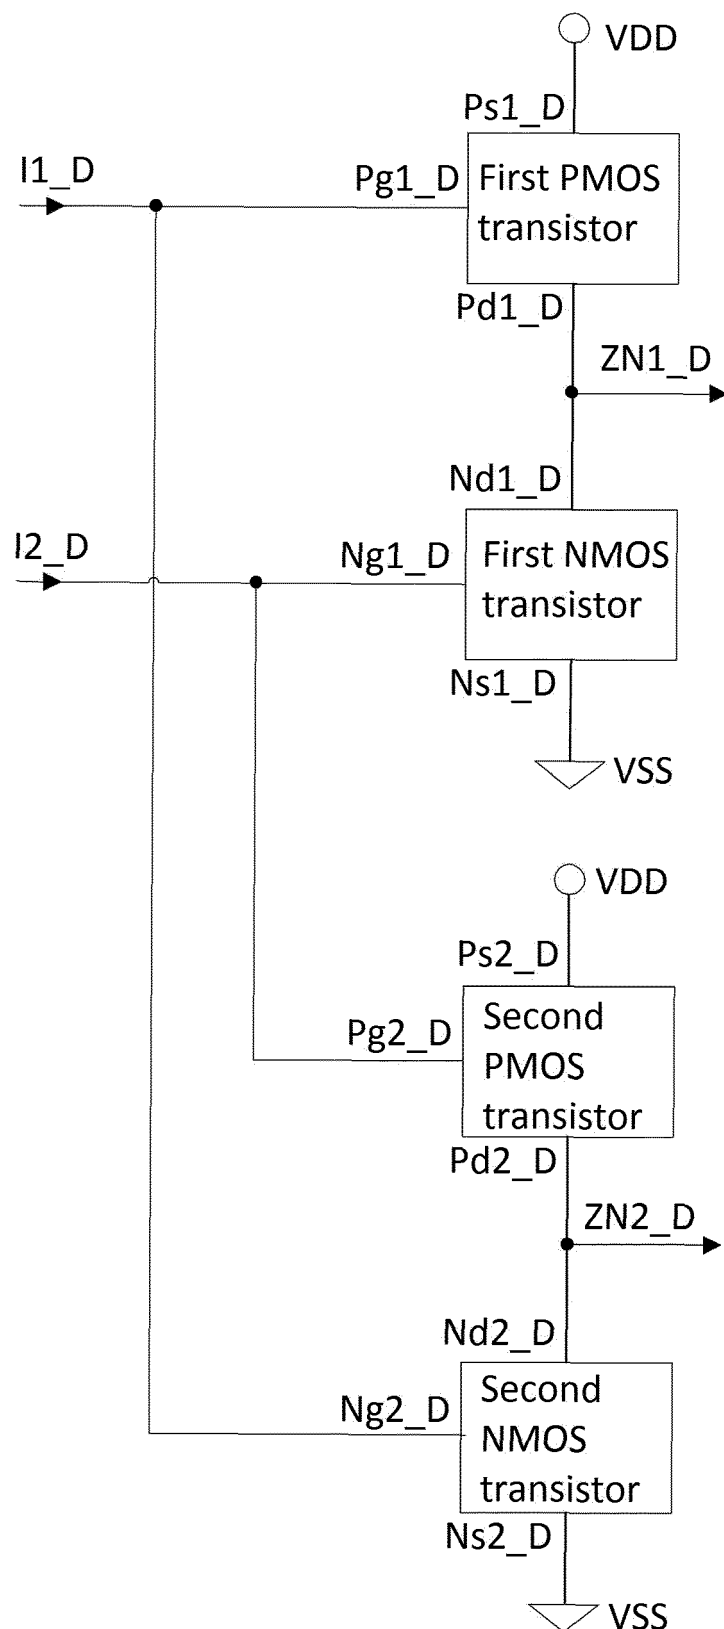 VDD
Ps1_D
I1_D
Pg1_D
First PMOS
transistor
Pd1_D
ZN1_D
Nd1_D
I2_D
Ng1_D
First NMOS
transistor
Ns1_D
VSS
VDD
Ps2_D
Pg2_D
Second
PMOS
transistor
Pd2_D
ZN2_D
Nd2_D
Ng2_D
Second
NMOS
transistor
Ns2_D
VSS